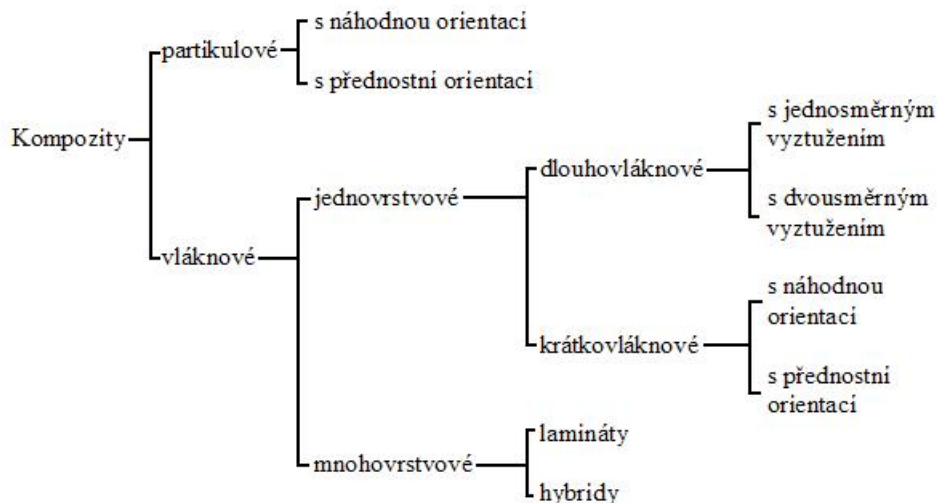 s náhodnou orientací
partikulové
s přednostní orientací
Kompozity
s jednosměrným
vyztužením
dlouhovláknové
jednovrstvové
s dvousměrným
vyztužením
vláknové
s náhodnou
orientací
krátkovláknové
s přednostní
orientací
lamináty
mnohovrstvové
hybridy